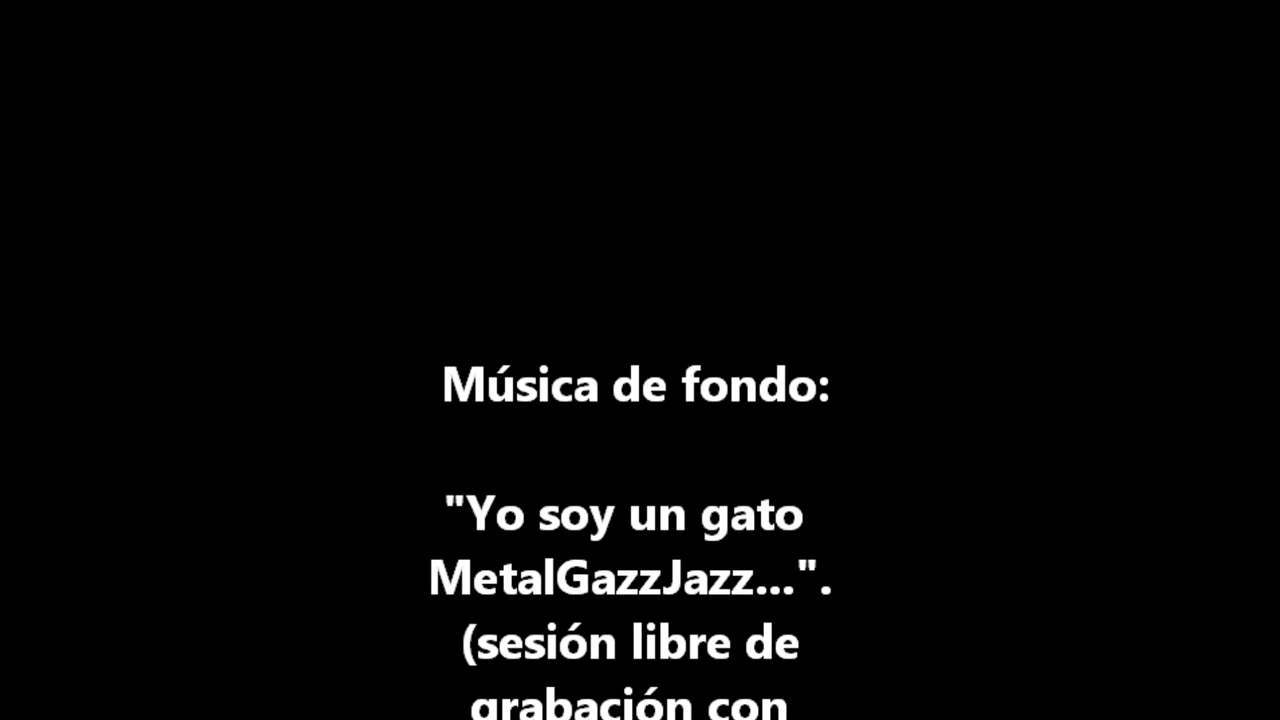 Música de fondo:
"Yo soy un gato
MetalGazzJazz...".
(sesión libre de
grabación con